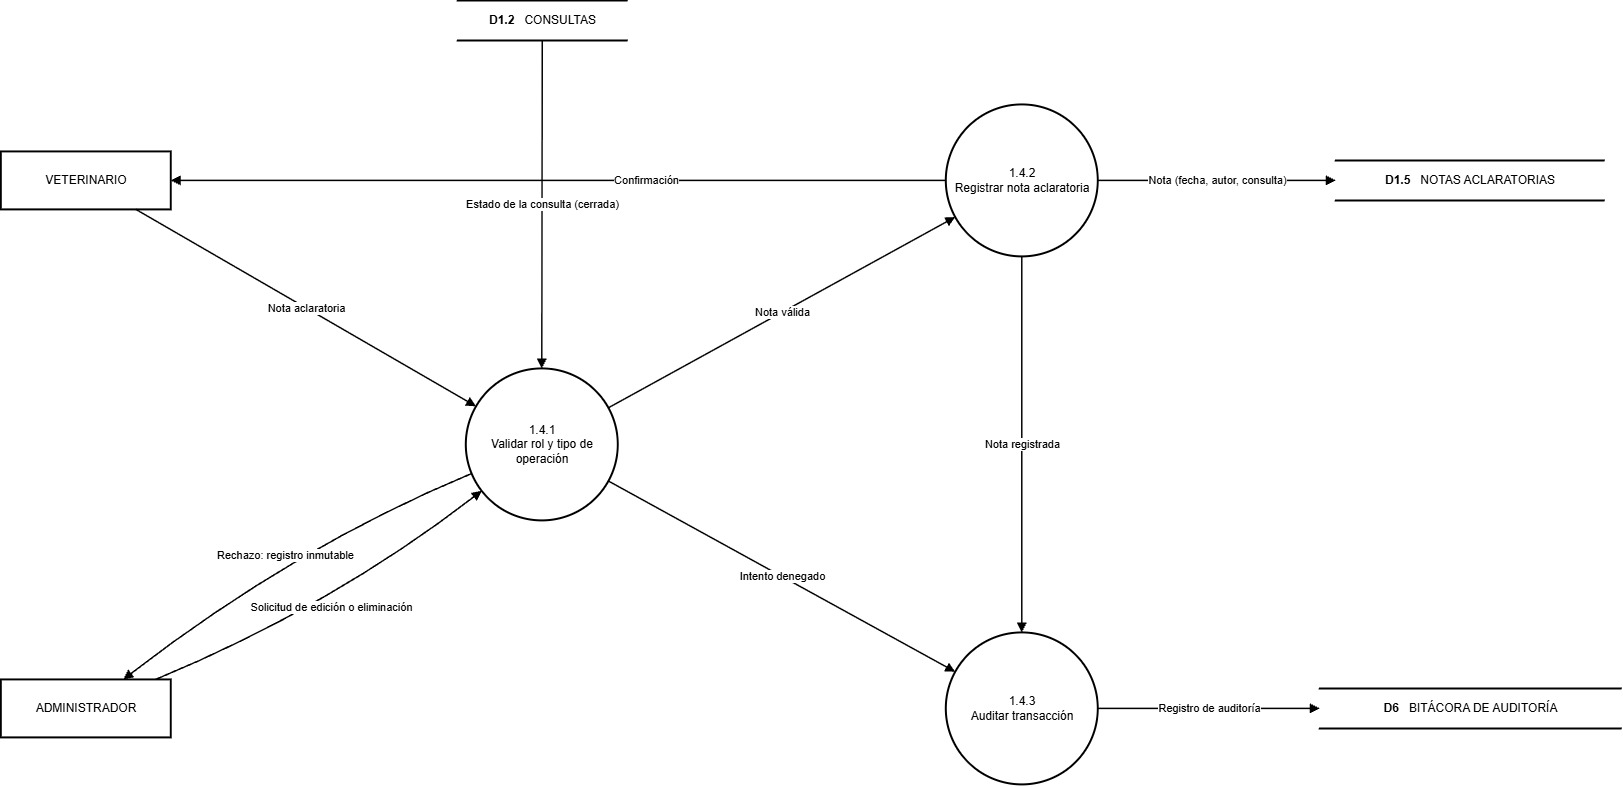 D1.2 CONSULTAS
VETERINARIO
Confirmación
1.4.2
Registrar nota aclaratoria
Nota (fecha, autor, consulta)
D1.5 NOTAS ACLARATORIAS
Estado de la consulta (cerrada)
Nota aclaratoria
Nota válida
1.4.1
Validar rol y tipo de
operación
Nota registrada
Rechazo: registro inmutable
Intento denegado
Solicitud de edición o eliminación
ADMINISTRADOR
1.4.3
Auditar transacción
Registro de auditoría
D6 BITÁCORA DE AUDITORÍA